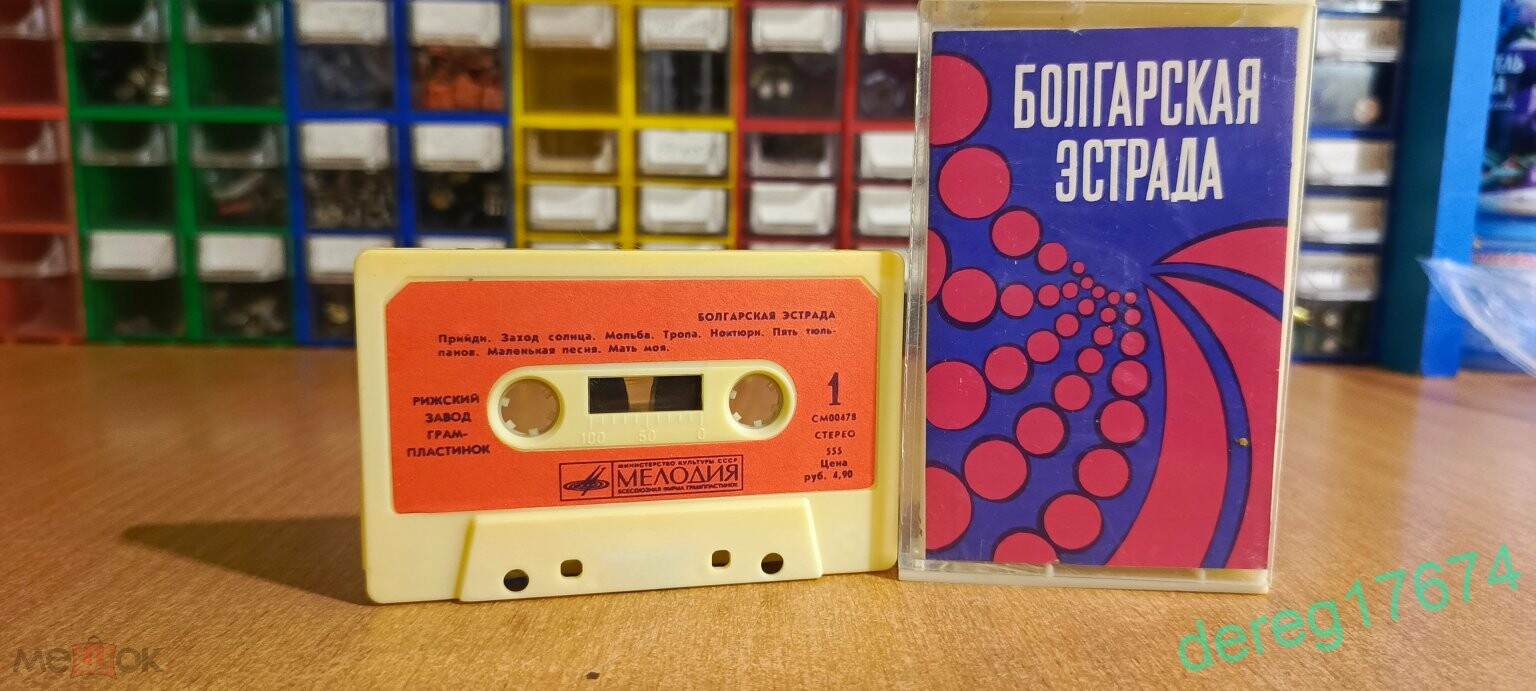 БОЛГАРСКАЯ
ЭСТРАДА
БОЛГАРСКАЯ ЭСТРАДА
Прийди. Заход солнца. Мольба. Тропа. Ноктюрн. Пять тюль-
панов. Маленькая песня. Мать моя.
РИЖСКИЙ
ЗАВОД
ГРАМ-
ПЛАСТИНОК
1
СМ00478
СТЕРЕО
555
Цена
руб. 4,90
100 50 0
МИНИСТЕРСТВО КУЛЬТУРЫ СССР
МЕЛОДИЯ
ВСЕСОЮЗНАЯ ФИРМА ГРАМПЛАСТИНОК
мешок
dereg17674